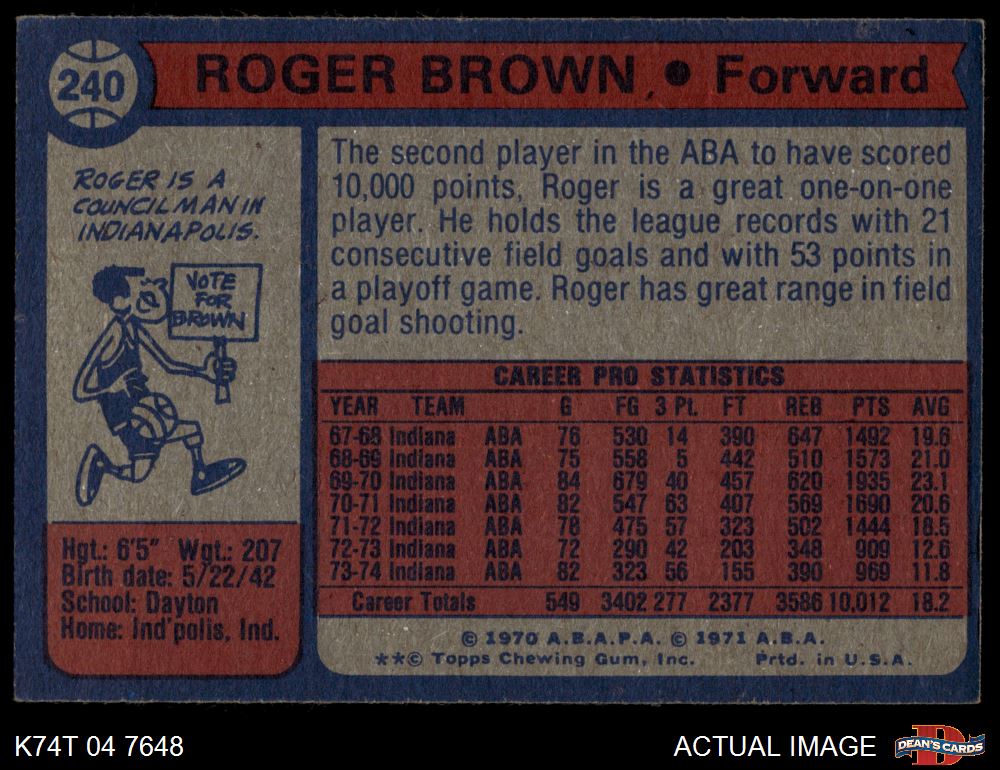 240
ROGER BROWN • Forward
ROGER IS A
COUNCILMAN IN
INDIANAPOLIS.
VOTE
FOR
BROWN
The second player in the ABA to have scored
10,000 points, Roger is a great one-on-one
player. He holds the league records with 21
consecutive field goals and with 53 points in
a playoff game. Roger has great range in field
goal shooting.
CAREER PRO STATISTICS
YEAR TEAM G FG 3 Pt. FT REB PTS AVG
67-68 Indiana ABA 76 530 14 390 647 1492 19.6
68-69 Indiana ABA 75 558 5 442 510 1573 21.0
69-70 Indiana ABA 84 679 40 457 620 1935 23.1
70-71 Indiana ABA 82 547 63 407 569 1690 20.6
71-72 Indiana ABA 78 475 57 323 502 1444 18.5
72-73 Indiana ABA 72 290 42 203 348 909 12.6
73-74 Indiana ABA 82 323 56 155 390 969 11.8
Career Totals 549 3402 277 2377 3586 10,012 18.2
Hgt.: 6'5" Wgt.: 207
Birth date: 5/22/42
School: Dayton
Home: Ind'polis, Ind.
© 1970 A.B.A.P.A. © 1971 A.B.A.
**© Topps Chewing Gum, Inc. Prtd. in U.S.A.
K74T 04 7648
ACTUAL IMAGE
D
DEAN'S CARDS